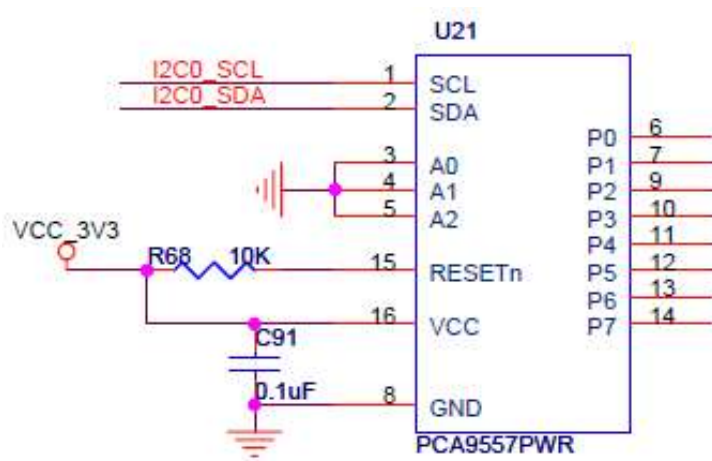 U21
I2C0_SCL 1 SCL
I2C0_SDA 2 SDA
P0 6
3 A0 P1 7
4 A1 P2 9
5 A2 P3 10
VCC_3V3 P4 11
R68 10K 15 RESETn P5 12
P6 13
16 VCC P7 14
C91
0.1uF 8 GND
PCA9557PWR